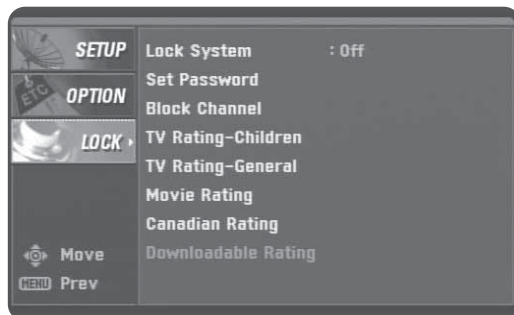 SETUP
ETC OPTION
LOCK
Lock System : Off
Set Password
Block Channel
TV Rating-Children
TV Rating-General
Movie Rating
Canadian Rating
Downloadable Rating
Move
MENU Prev